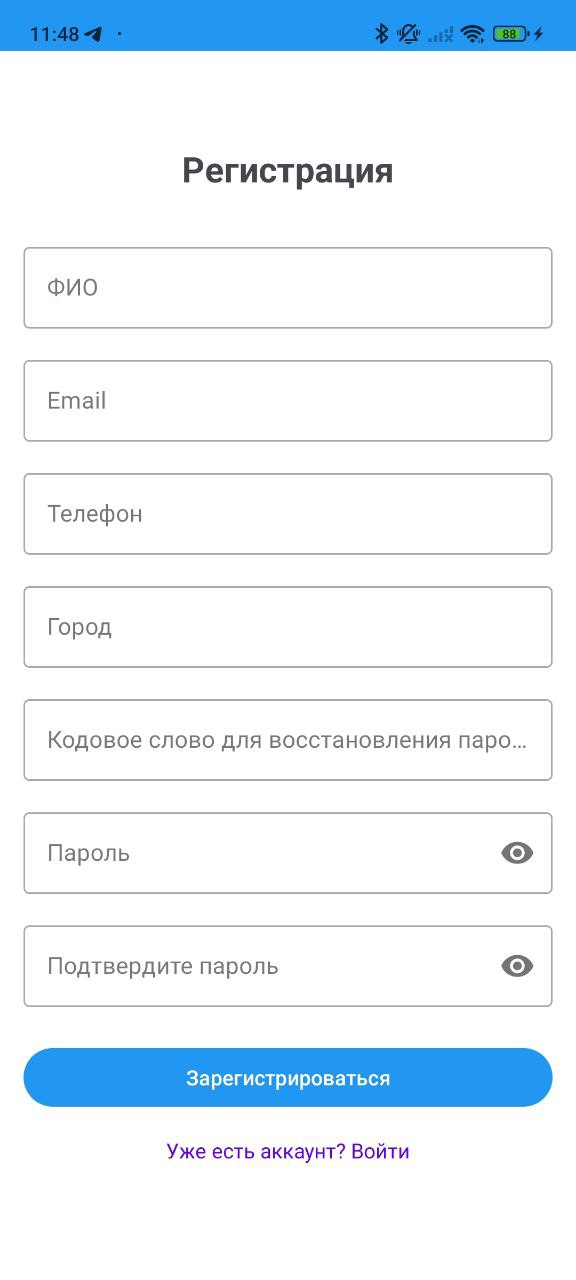 11:48
88
Регистрация
ФИО
Email
Телефон
Город
Кодовое слово для восстановления паро...
Пароль
Подтвердите пароль
Зарегистрироваться
Уже есть аккаунт? Войти